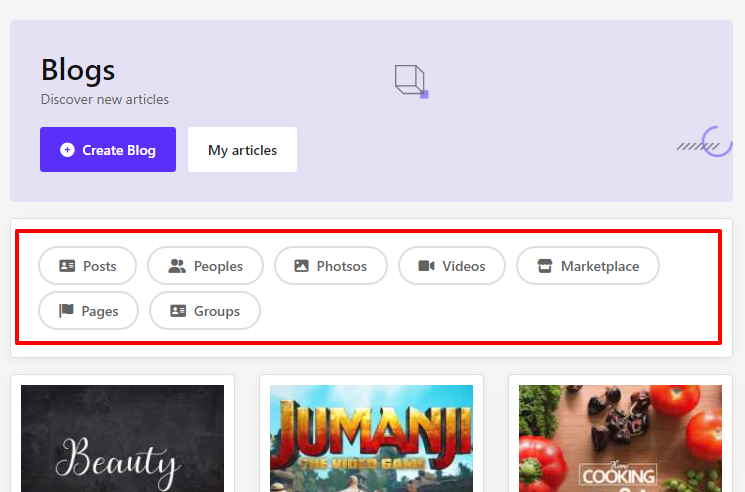 Blogs
Discover new articles
Create Blog My articles
Posts Peoples Photsos Videos Marketplace
Pages Groups
Beauty JUMANJI
THE VIDEO GAME
COOKING